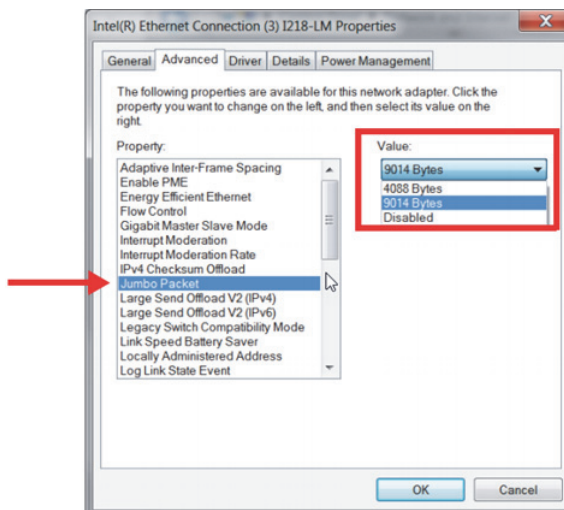 Intel(R) Ethernet Connection (3) I218-LM Properties
General Advanced Driver Details Power Management
The following properties are available for this network adapter. Click the
property you want to change on the left, and then select its value on the
right.
Property:
Adaptive Inter-Frame Spacing
Enable PME
Energy Efficient Ethernet
Flow Control
Gigabit Master Slave Mode
Interrupt Moderation
Interrupt Moderation Rate
IPv4 Checksum Offload
Jumbo Packet
Large Send Offload V2 (IPv4)
Large Send Offload V2 (IPv6)
Legacy Switch Compatibility Mode
Link Speed Battery Saver
Locally Administered Address
Log Link State Event
Value:
9014 Bytes
4088 Bytes
9014 Bytes
Disabled
OK Cancel